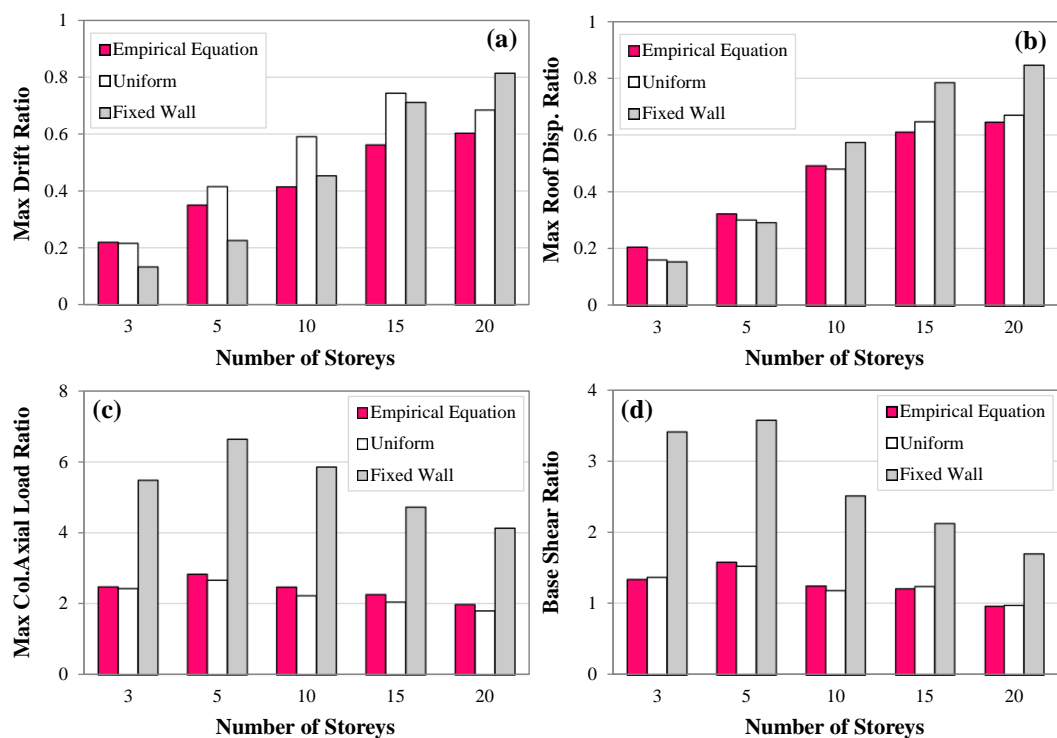 Max Drift Ratio
1
0.8
0.6
0.4
0.2
0
Empirical Equation
Uniform
Fixed Wall
(a)
3 5 10 15 20
Number of Storeys
Max Roof Disp. Ratio
1
0.8
0.6
0.4
0.2
0
Empirical Equation
Uniform
Fixed Wall
(b)
3 5 10 15 20
Number of Storeys
Max Col.Axial Load Ratio
8
6
4
2
0
(c)
Empirical Equation
Uniform
Fixed Wall
3 5 10 15 20
Number of Storeys
Base Shear Ratio
4
3
2
1
0
(d)
Empirical Equation
Uniform
Fixed Wall
3 5 10 15 20
Number of Storeys